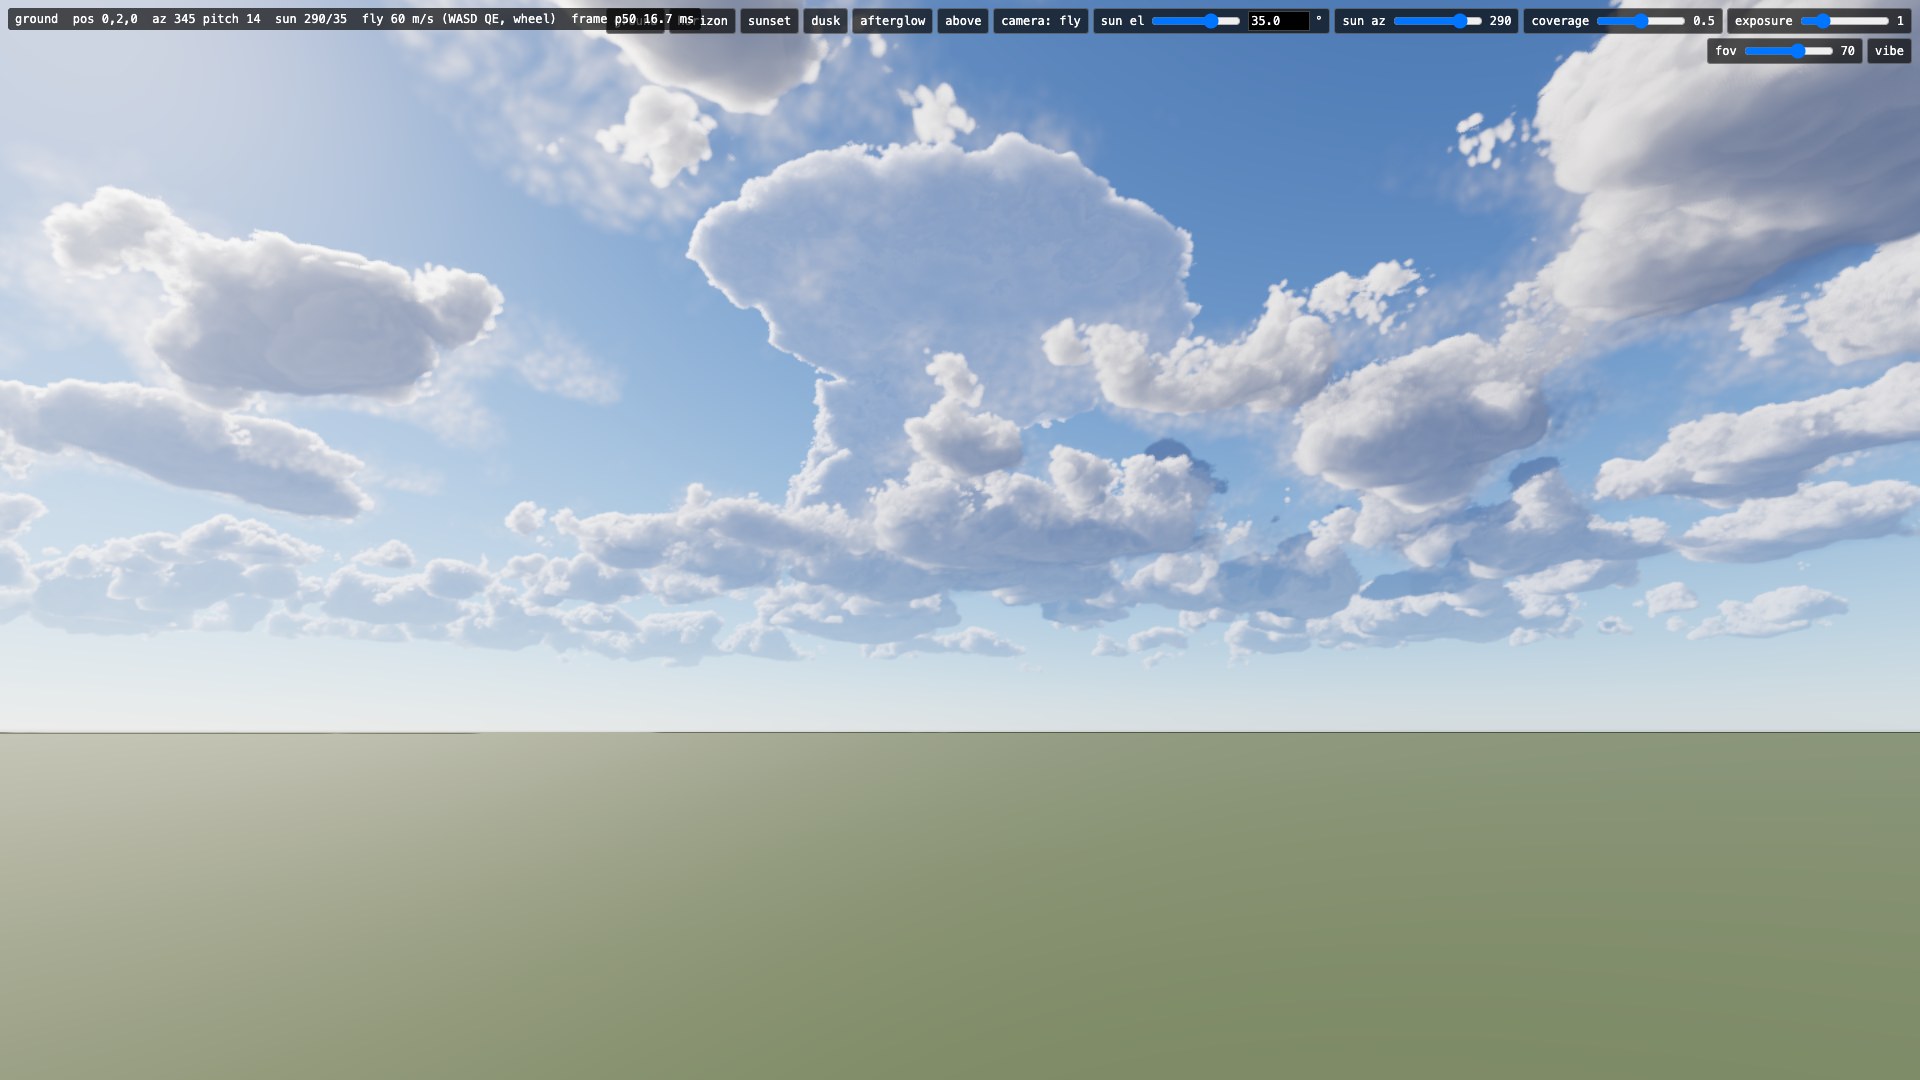 ground pos 0,2,0 az 345 pitch 14 sun 290/35 fly 60 m/s (WASD QE, wheel) frame p50 16.7 ms
sunset dusk afterglow above camera: fly sun el 35.0 ° sun az 290 coverage 0.5 exposure 1
fov 70 vibe